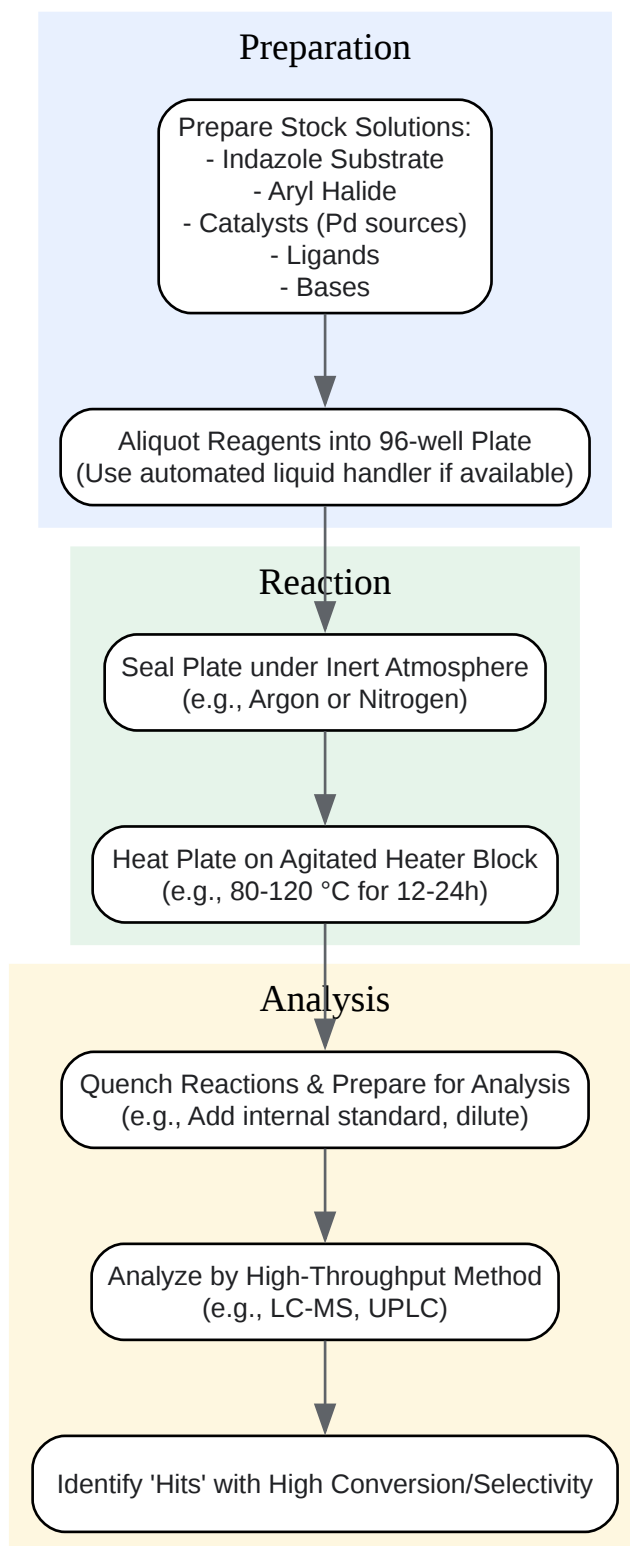 Preparation
Prepare Stock Solutions:
- Indazole Substrate
- Aryl Halide
- Catalysts (Pd sources)
- Ligands
- Bases
Aliquot Reagents into 96-well Plate
(Use automated liquid handler if available)
Reaction
Seal Plate under Inert Atmosphere
(e.g., Argon or Nitrogen)
Heat Plate on Agitated Heater Block
(e.g., 80-120 °C for 12-24h)
Analysis
Quench Reactions & Prepare for Analysis
(e.g., Add internal standard, dilute)
Analyze by High-Throughput Method
(e.g., LC-MS, UPLC)
Identify 'Hits' with High Conversion/Selectivity